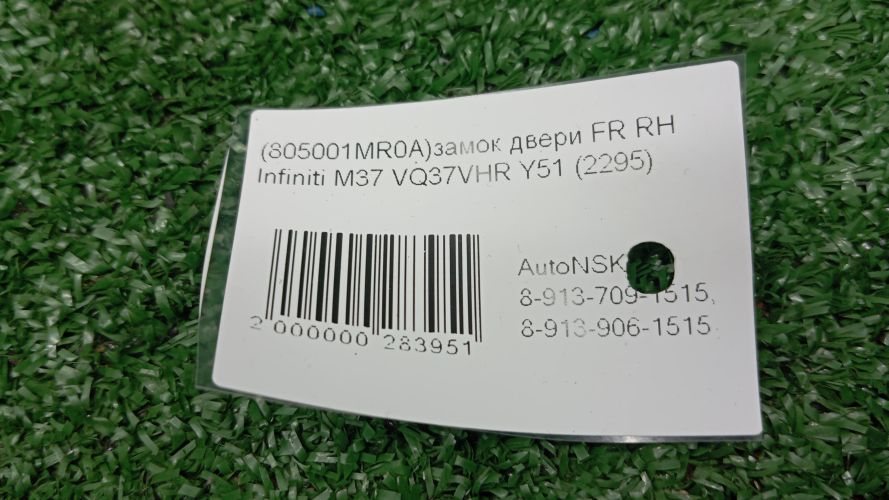 (805001MR0A)замок двери FR RH
Infiniti M37 VQ37VHR Y51 (2295)
AutoNSK
8-913-709-1515,
8-913-906-1515
2 000000 283951